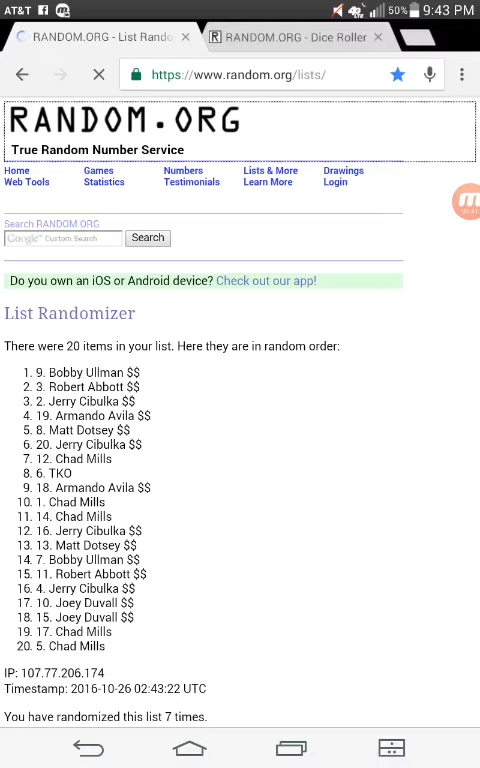 AT&T 4G LTE 50% 9:43 PM
RANDOM.ORG - List Rando × RANDOM.ORG - Dice Roller ×
https://www.random.org/lists/
RANDOM.ORG
True Random Number Service
Home Games Numbers Lists & More Drawings
Web Tools Statistics Testimonials Learn More Login
01:41
Search RANDOM.ORG
Google™ Custom Search Search
Do you own an iOS or Android device? Check out our app!
List Randomizer
There were 20 items in your list. Here they are in random order:
1. 9. Bobby Ullman $$
2. 3. Robert Abbott $$
3. 2. Jerry Cibulka $$
4. 19. Armando Avila $$
5. 8. Matt Dotsey $$
6. 20. Jerry Cibulka $$
7. 12. Chad Mills
8. 6. TKO
9. 18. Armando Avila $$
10. 1. Chad Mills
11. 14. Chad Mills
12. 16. Jerry Cibulka $$
13. 13. Matt Dotsey $$
14. 7. Bobby Ullman $$
15. 11. Robert Abbott $$
16. 4. Jerry Cibulka $$
17. 10. Joey Duvall $$
18. 15. Joey Duvall $$
19. 17. Chad Mills
20. 5. Chad Mills
IP: 107.77.206.174
Timestamp: 2016-10-26 02:43:22 UTC
You have randomized this list 7 times.